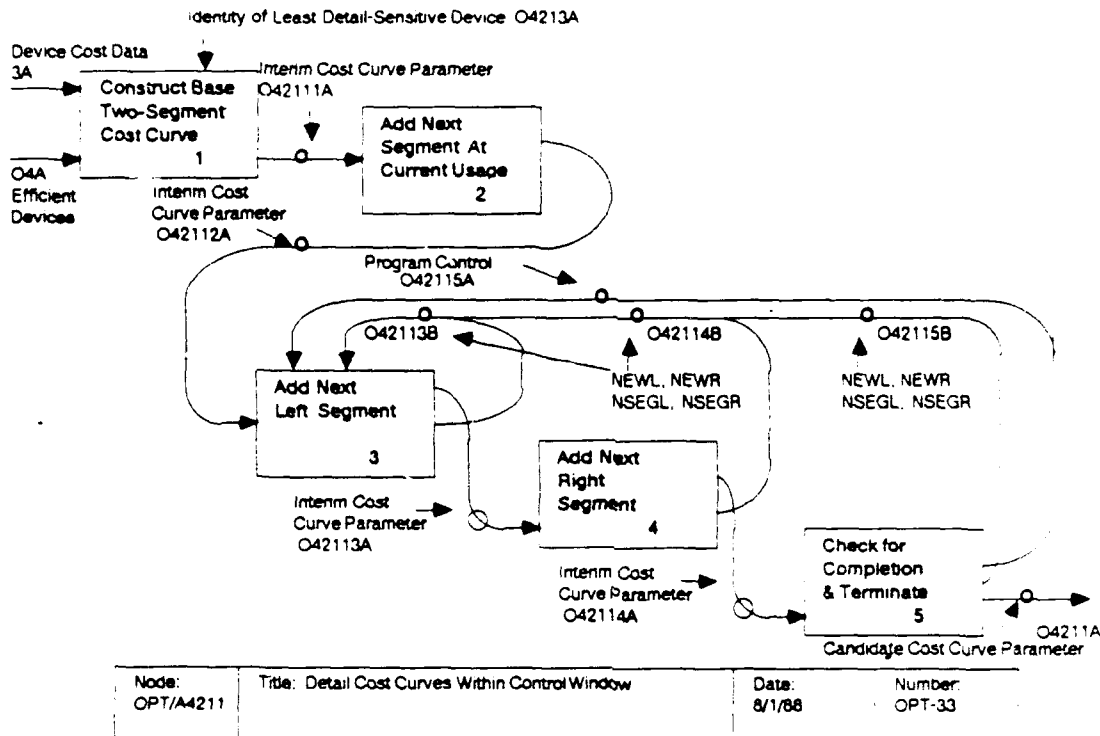 Identity of Least Detail-Sensitive Device O4213A
Device Cost Data
3A
Interim Cost Curve Parameter
O42111A
Construct Base
Two-Segment
Cost Curve
1
Add Next
Segment At
Current Usage
2
O4A
Efficient
Devices
Interim Cost
Curve Parameter
O42112A
Program Control
O42115A
O42113B
O42114B
O42115B
NEWL, NEWR
NSEGL, NSEGR
NEWL, NEWR
NSEGL, NSEGR
Add Next
Left Segment
3
Add Next
Right
Segment
4
Interim Cost
Curve Parameter
O42113A
Check for
Completion
& Terminate
5
Interim Cost
Curve Parameter
O42114A
O4211A
Candidate Cost Curve Parameter
Node:
OPT/A4211
Title: Detail Cost Curves Within Control Window
Date:
8/1/88
Number:
OPT-33